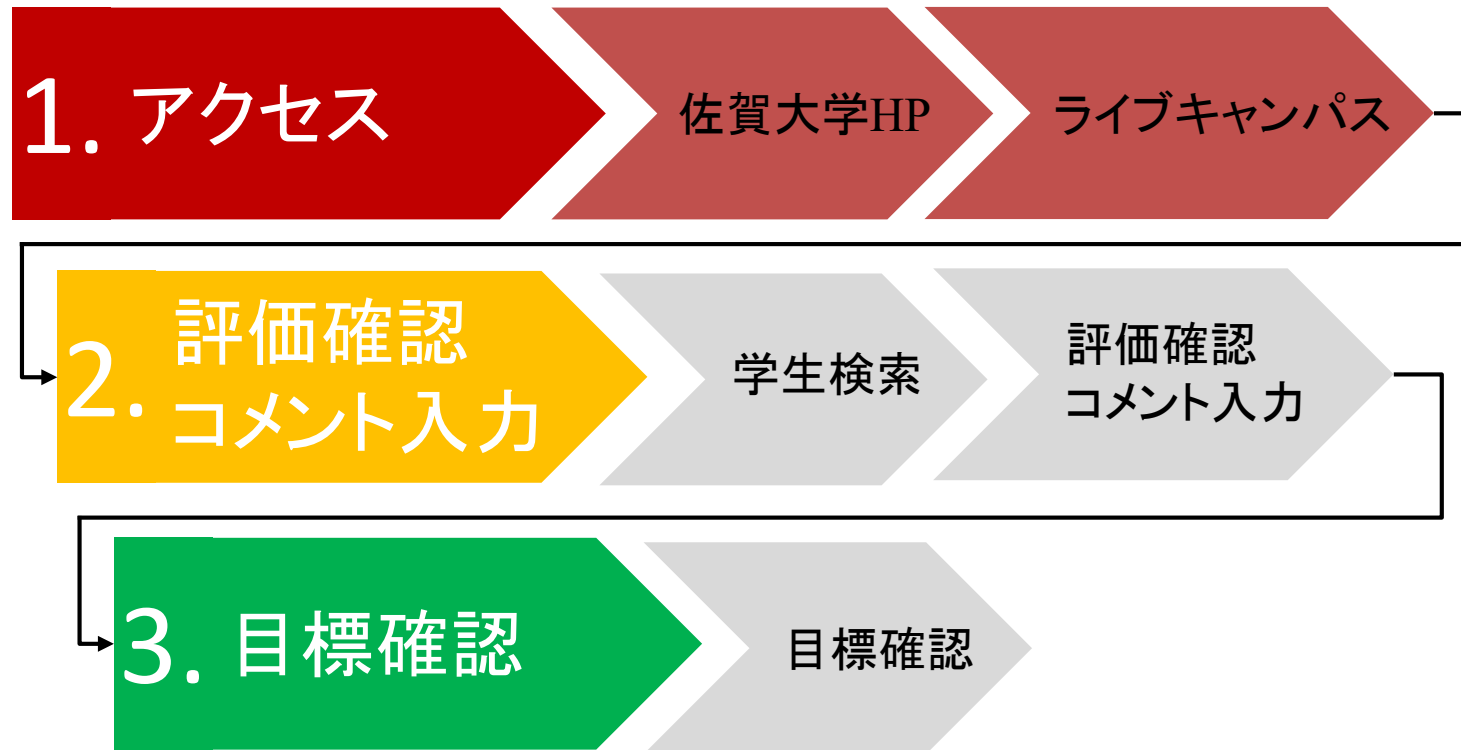 1. アクセス
佐賀大学HP
ライブキャンパス
2. 評価確認
コメント入力
学生検索
評価確認
コメント入力
3. 目標確認
目標確認